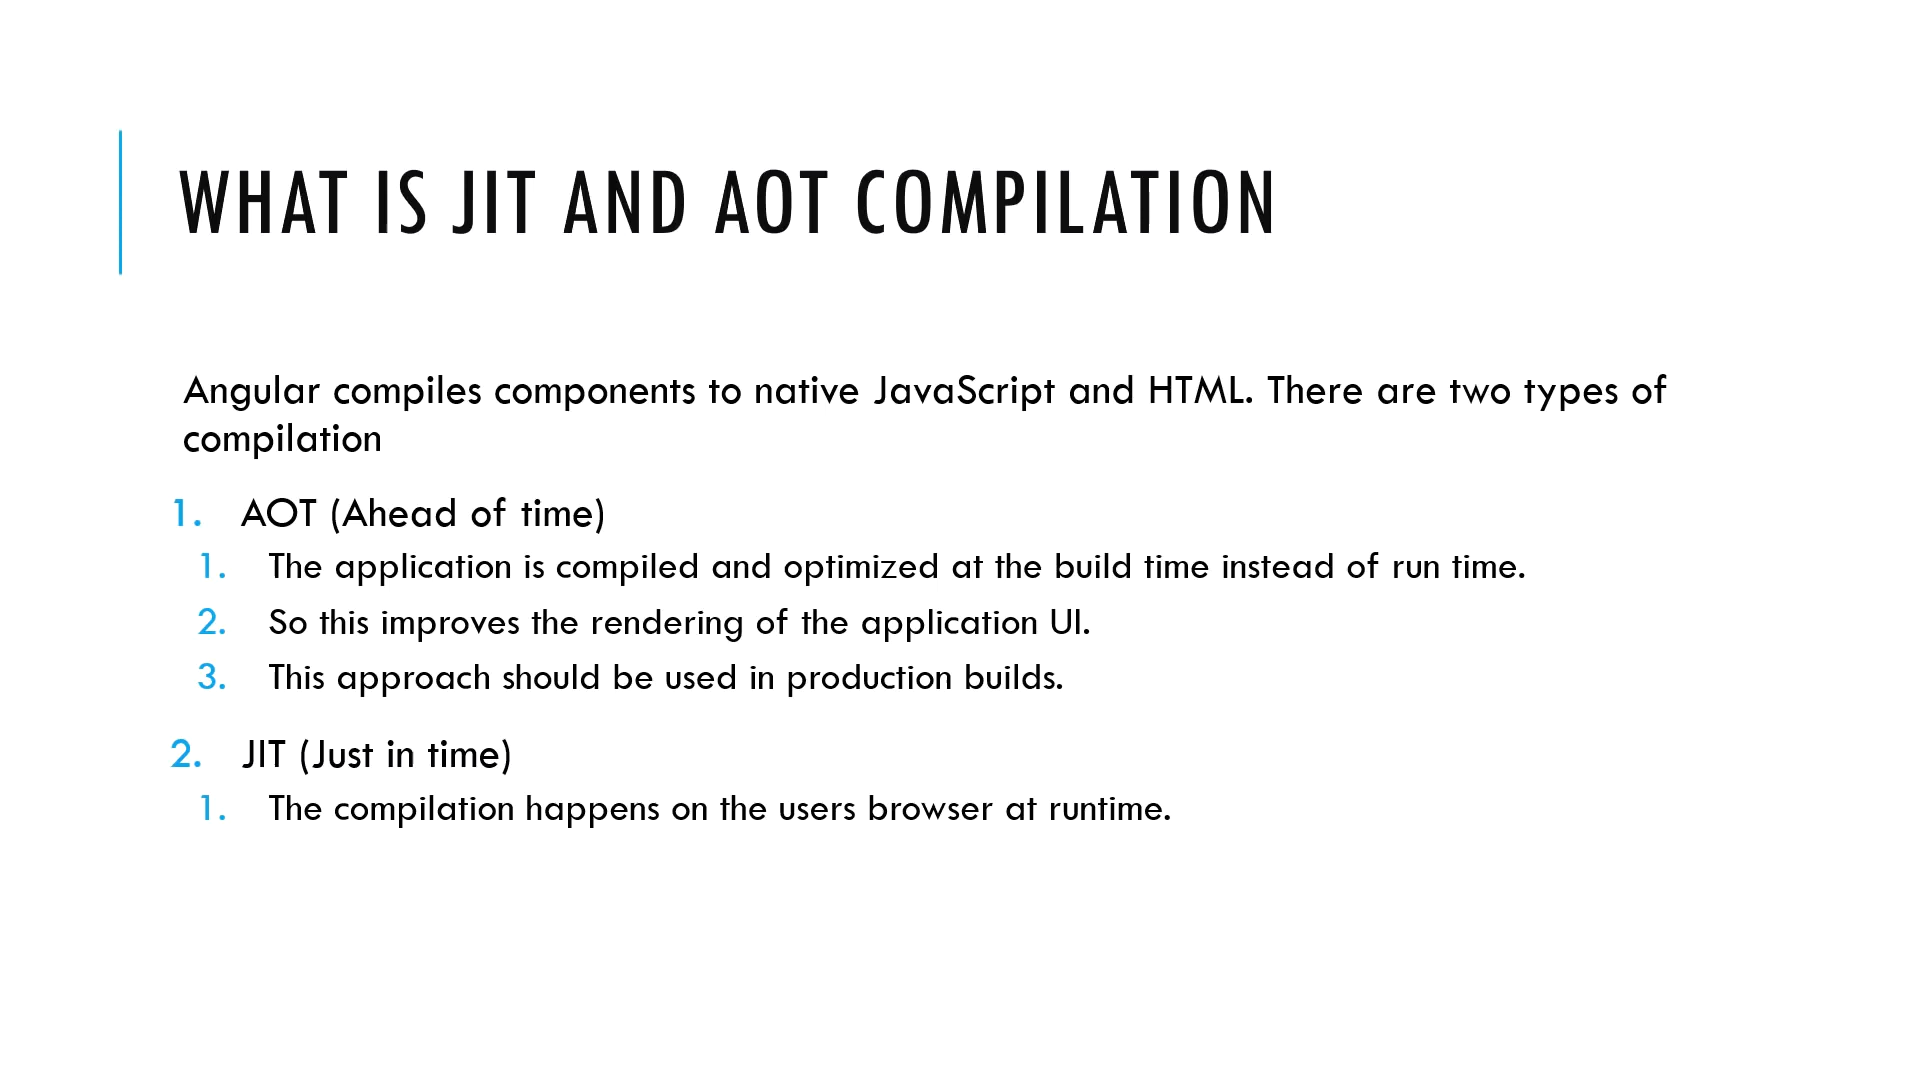 WHAT IS JIT AND AOT COMPILATION
Angular compiles components to native JavaScript and HTML. There are two types of
compilation
1. AOT (Ahead of time)
1. The application is compiled and optimized at the build time instead of run time.
2. So this improves the rendering of the application UI.
3. This approach should be used in production builds.
2. JIT (Just in time)
1. The compilation happens on the users browser at runtime.